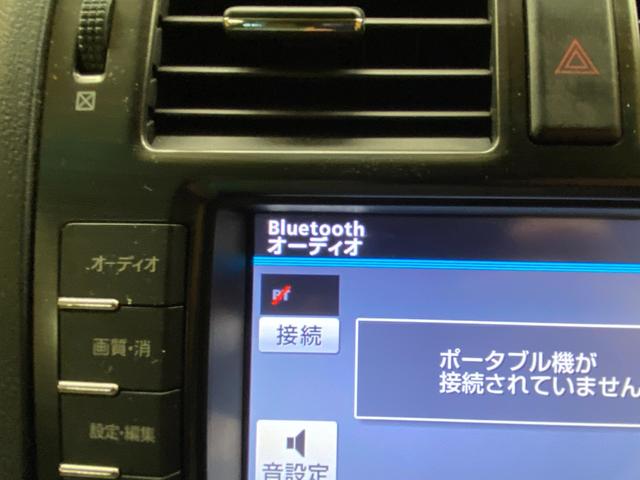 Bluetooth
オーディオ
オーディオ
BT
接続
画質・消
ポータブル機が
接続されていません
設定・編集
音設定